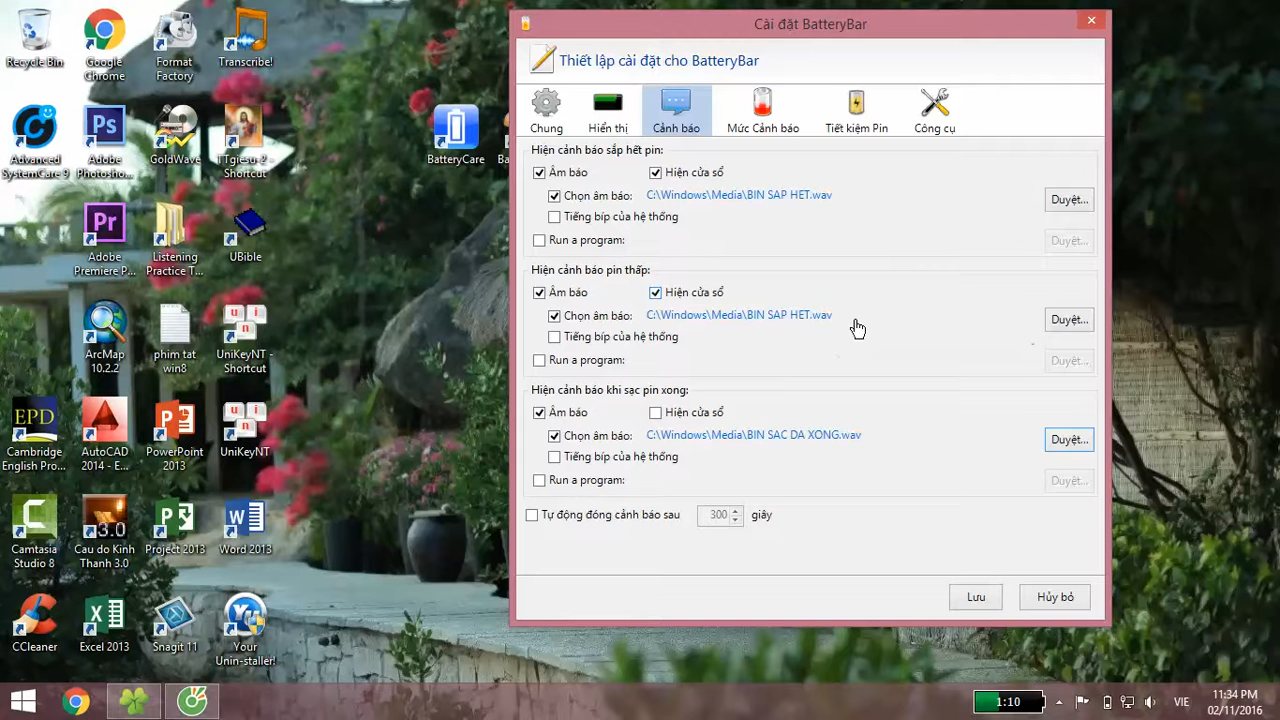 Recycle Bin
Google
Chrome
Format
Factory
Transcribe!
Advanced
SystemCare 9
Adobe
Photosho...
GoldWave
TTgiesu-2 -
Shortcut
BatteryCare
Adobe
Premiere P...
Listening
Practice T...
UBible
ArcMap
10.2.2
phim tat
win8
UniKeyNT -
Shortcut
Cambridge
English Pro...
AutoCAD
2014 - E...
PowerPoint
2013
UniKeyNT
Camtasia
Studio 8
Cau do Kinh
Thanh 3.0
Project 2013
Word 2013
CCleaner
Excel 2013
Snagit 11
Your
Unin-staller!
Ps
Pr
EPD
3.0
Cài đặt BatteryBar
Thiết lập cài đặt cho BatteryBar
Chung
Hiển thị
Cảnh báo
Mức Cảnh báo
Tiết kiệm Pin
Công cụ
Hiện cảnh báo sắp hết pin:
Âm báo
Hiện cửa sổ
Chọn âm báo: C:\Windows\Media\BIN SAP HET.wav
Duyệt...
Tiếng bíp của hệ thống
Run a program:
Duyệt...
Hiện cảnh báo pin thấp:
Âm báo
Hiện cửa sổ
Chọn âm báo: C:\Windows\Media\BIN SAP HET.wav
Duyệt...
Tiếng bíp của hệ thống
Run a program:
Duyệt...
Hiện cảnh báo khi sạc pin xong:
Âm báo
Hiện cửa sổ
Chọn âm báo: C:\Windows\Media\BIN SAC DA XONG.wav
Duyệt...
Tiếng bíp của hệ thống
Run a program:
Duyệt...
Tự động đóng cảnh báo sau 300 giây
Lưu
Hủy bỏ
1:10
VIE
11:34 PM
02/11/2016